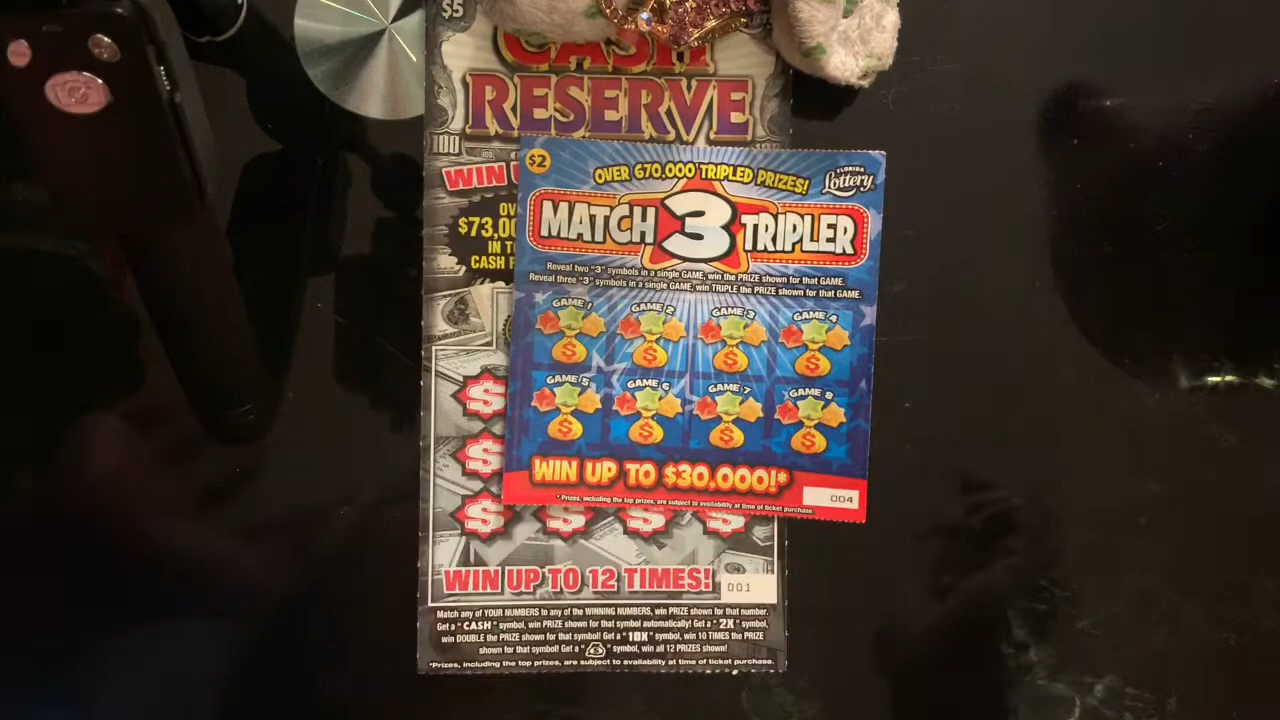 $5
CASH
RESERVE
100
WIN U
OV
$73,00
IN T
CASH P
$2
OVER 670,000 TRIPLED PRIZES!
FLORIDA
Lottery
MATCH 3 TRIPLER
Reveal two "3" symbols in a single GAME, win the PRIZE shown for that GAME.
Reveal three "3" symbols in a single GAME, win TRIPLE the PRIZE shown for that GAME.
GAME 1 GAME 2 GAME 3 GAME 4
$ $ $ $
GAME 5 GAME 6 GAME 7 GAME 8
$ $ $ $
WIN UP TO $30,000!*
* Prizes, including the top prizes, are subject to availability at time of ticket purchase.
004
$
$
$ $ $ $
WIN UP TO 12 TIMES!
001
Match any of YOUR NUMBERS to any of the WINNING NUMBERS, win PRIZE shown for that number.
Get a "CASH" symbol, win PRIZE shown for that symbol automatically! Get a "2X" symbol,
win DOUBLE the PRIZE shown for that symbol! Get a "10X" symbol, win 10 TIMES the PRIZE
shown for that symbol! Get a " " symbol, win all 12 PRIZES shown!
*Prizes, including the top prizes, are subject to availability at time of ticket purchase.